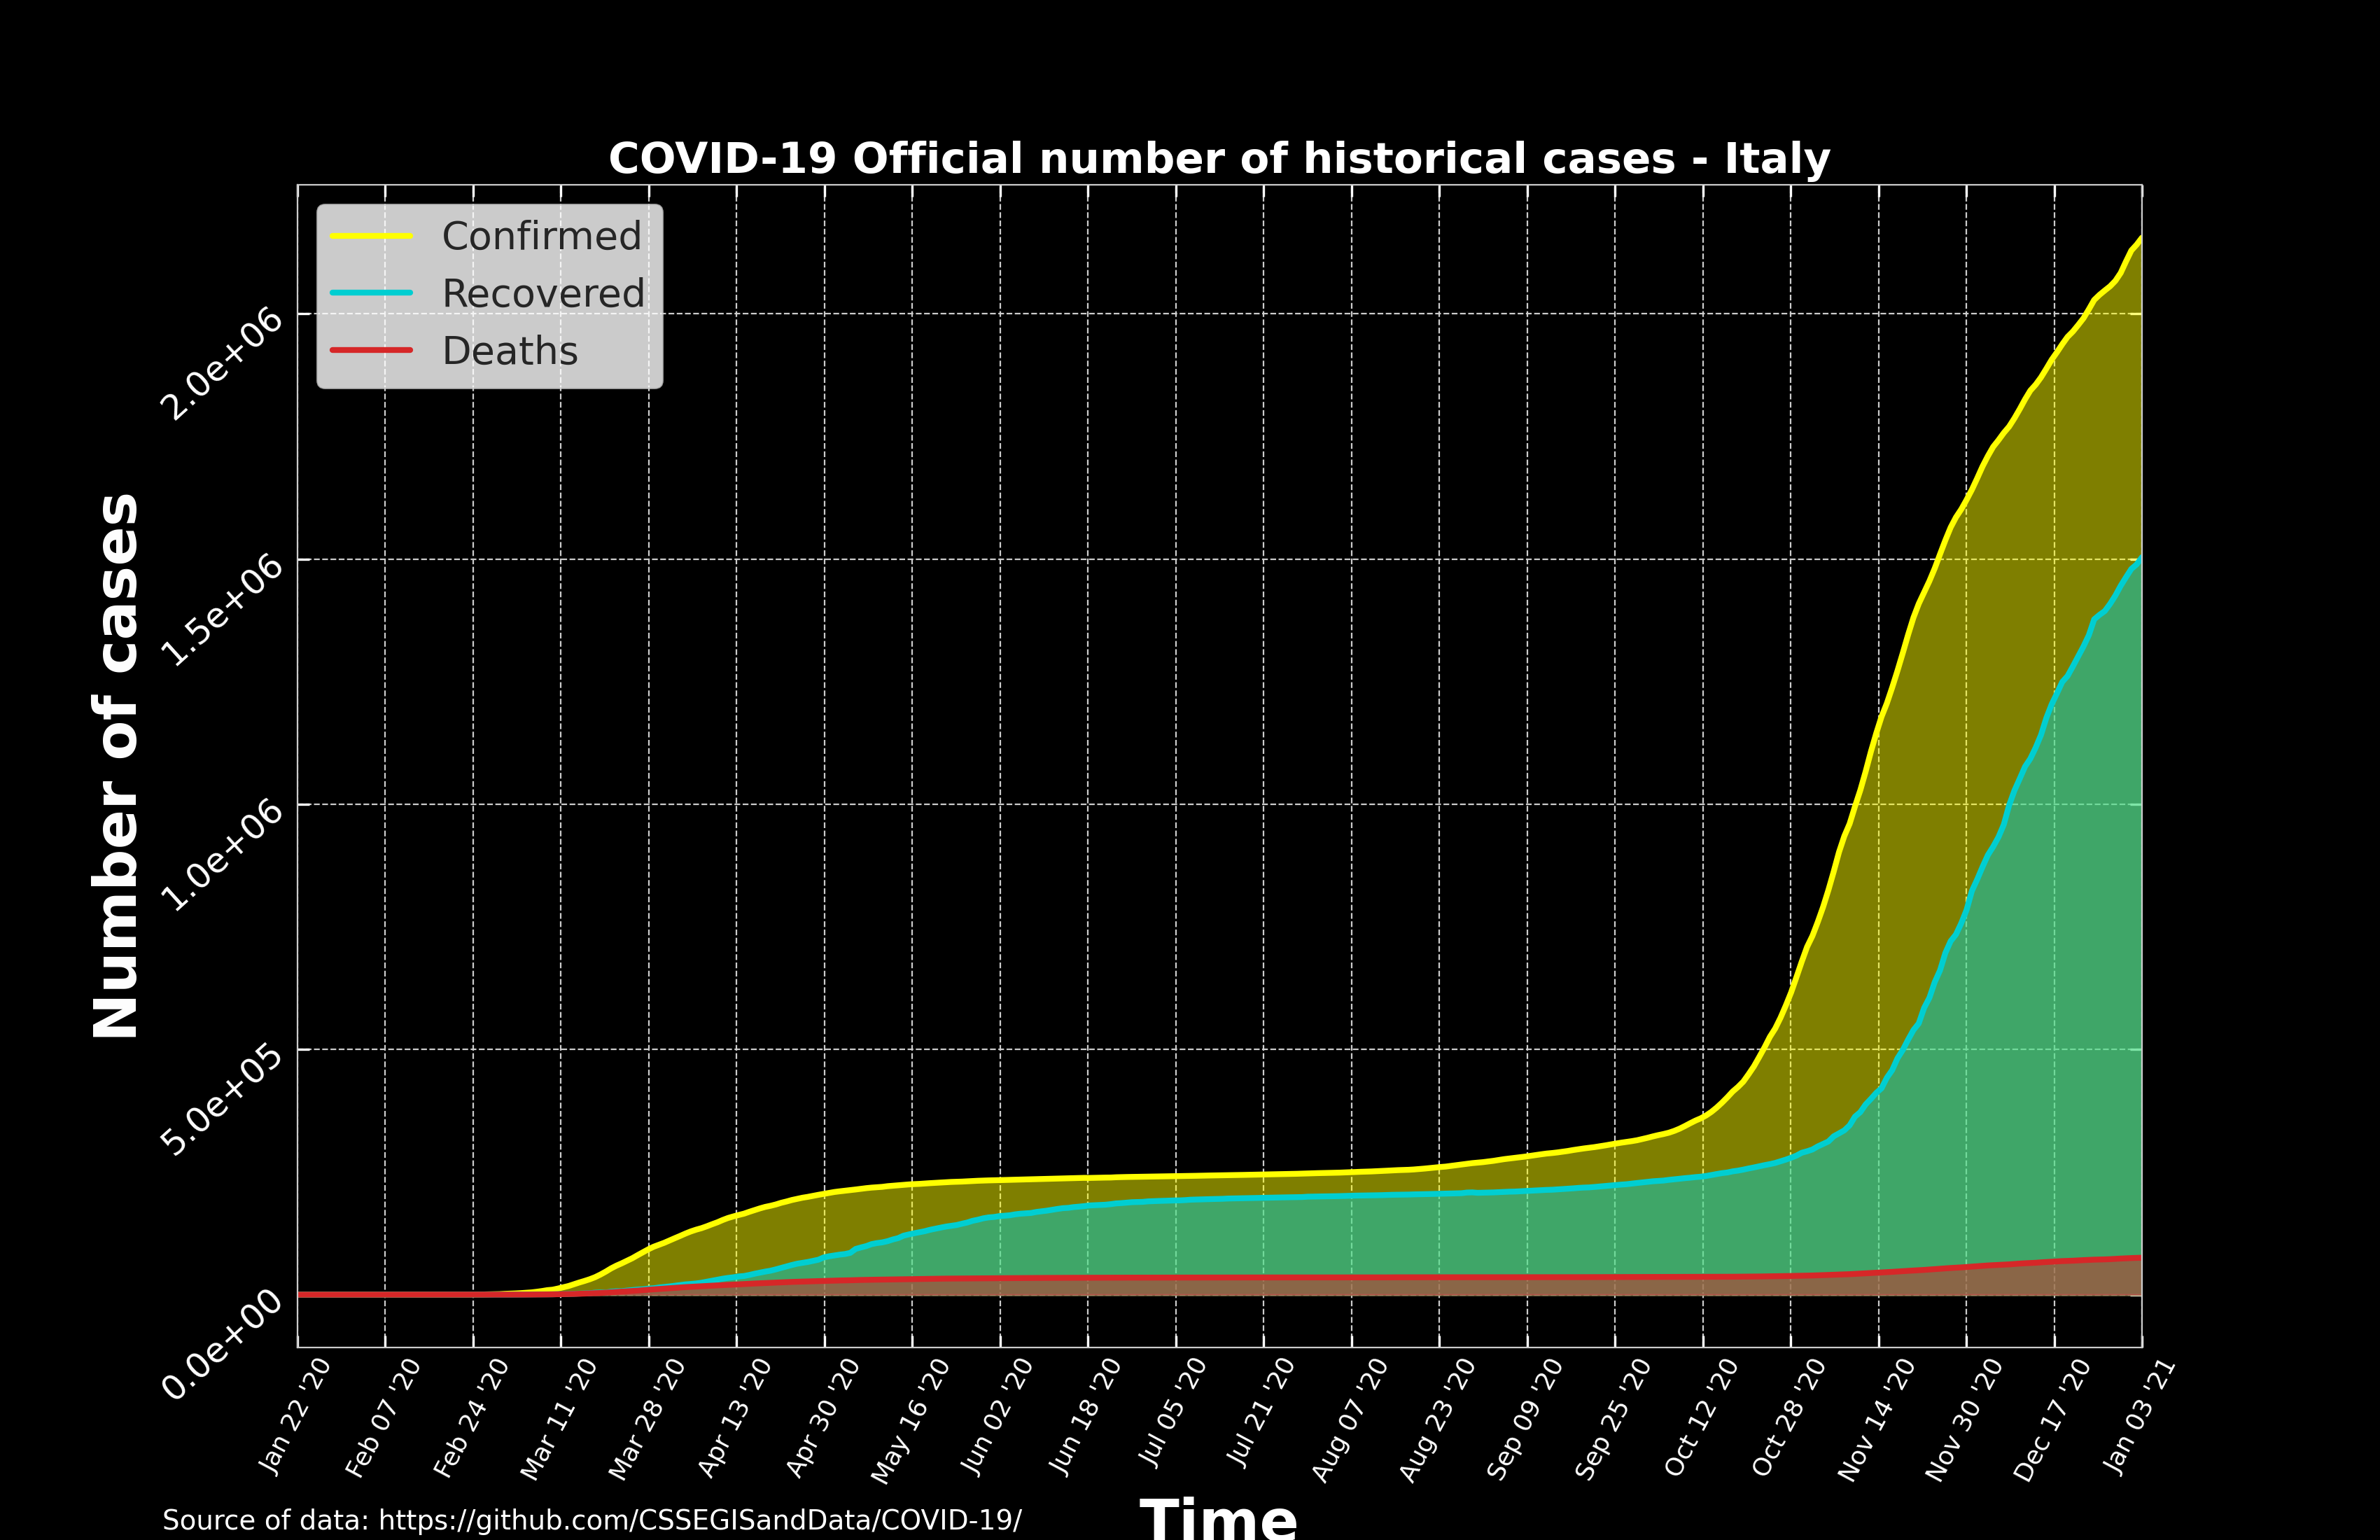 COVID-19 Official number of historical cases - Italy
Confirmed
Recovered
Deaths
Number of cases
2.0e+06
1.5e+06
1.0e+06
5.0e+05
0.0e+00
Jan 22 '20
Feb 07 '20
Feb 24 '20
Mar 11 '20
Mar 28 '20
Apr 13 '20
Apr 30 '20
May 16 '20
Jun 02 '20
Jun 18 '20
Jul 05 '20
Jul 21 '20
Aug 07 '20
Aug 23 '20
Sep 09 '20
Sep 25 '20
Oct 12 '20
Oct 28 '20
Nov 14 '20
Nov 30 '20
Dec 17 '20
Jan 03 '21
Time
Source of data: https://github.com/CSSEGISandData/COVID-19/